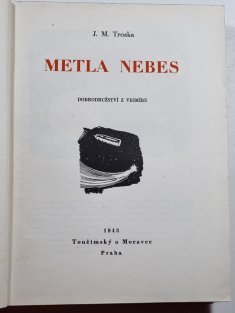 J. M. Troska
METLA NEBES
DOBRODRUŽSTVÍ Z VESMÍRU
1943
Toužimský a Moravec
Praha